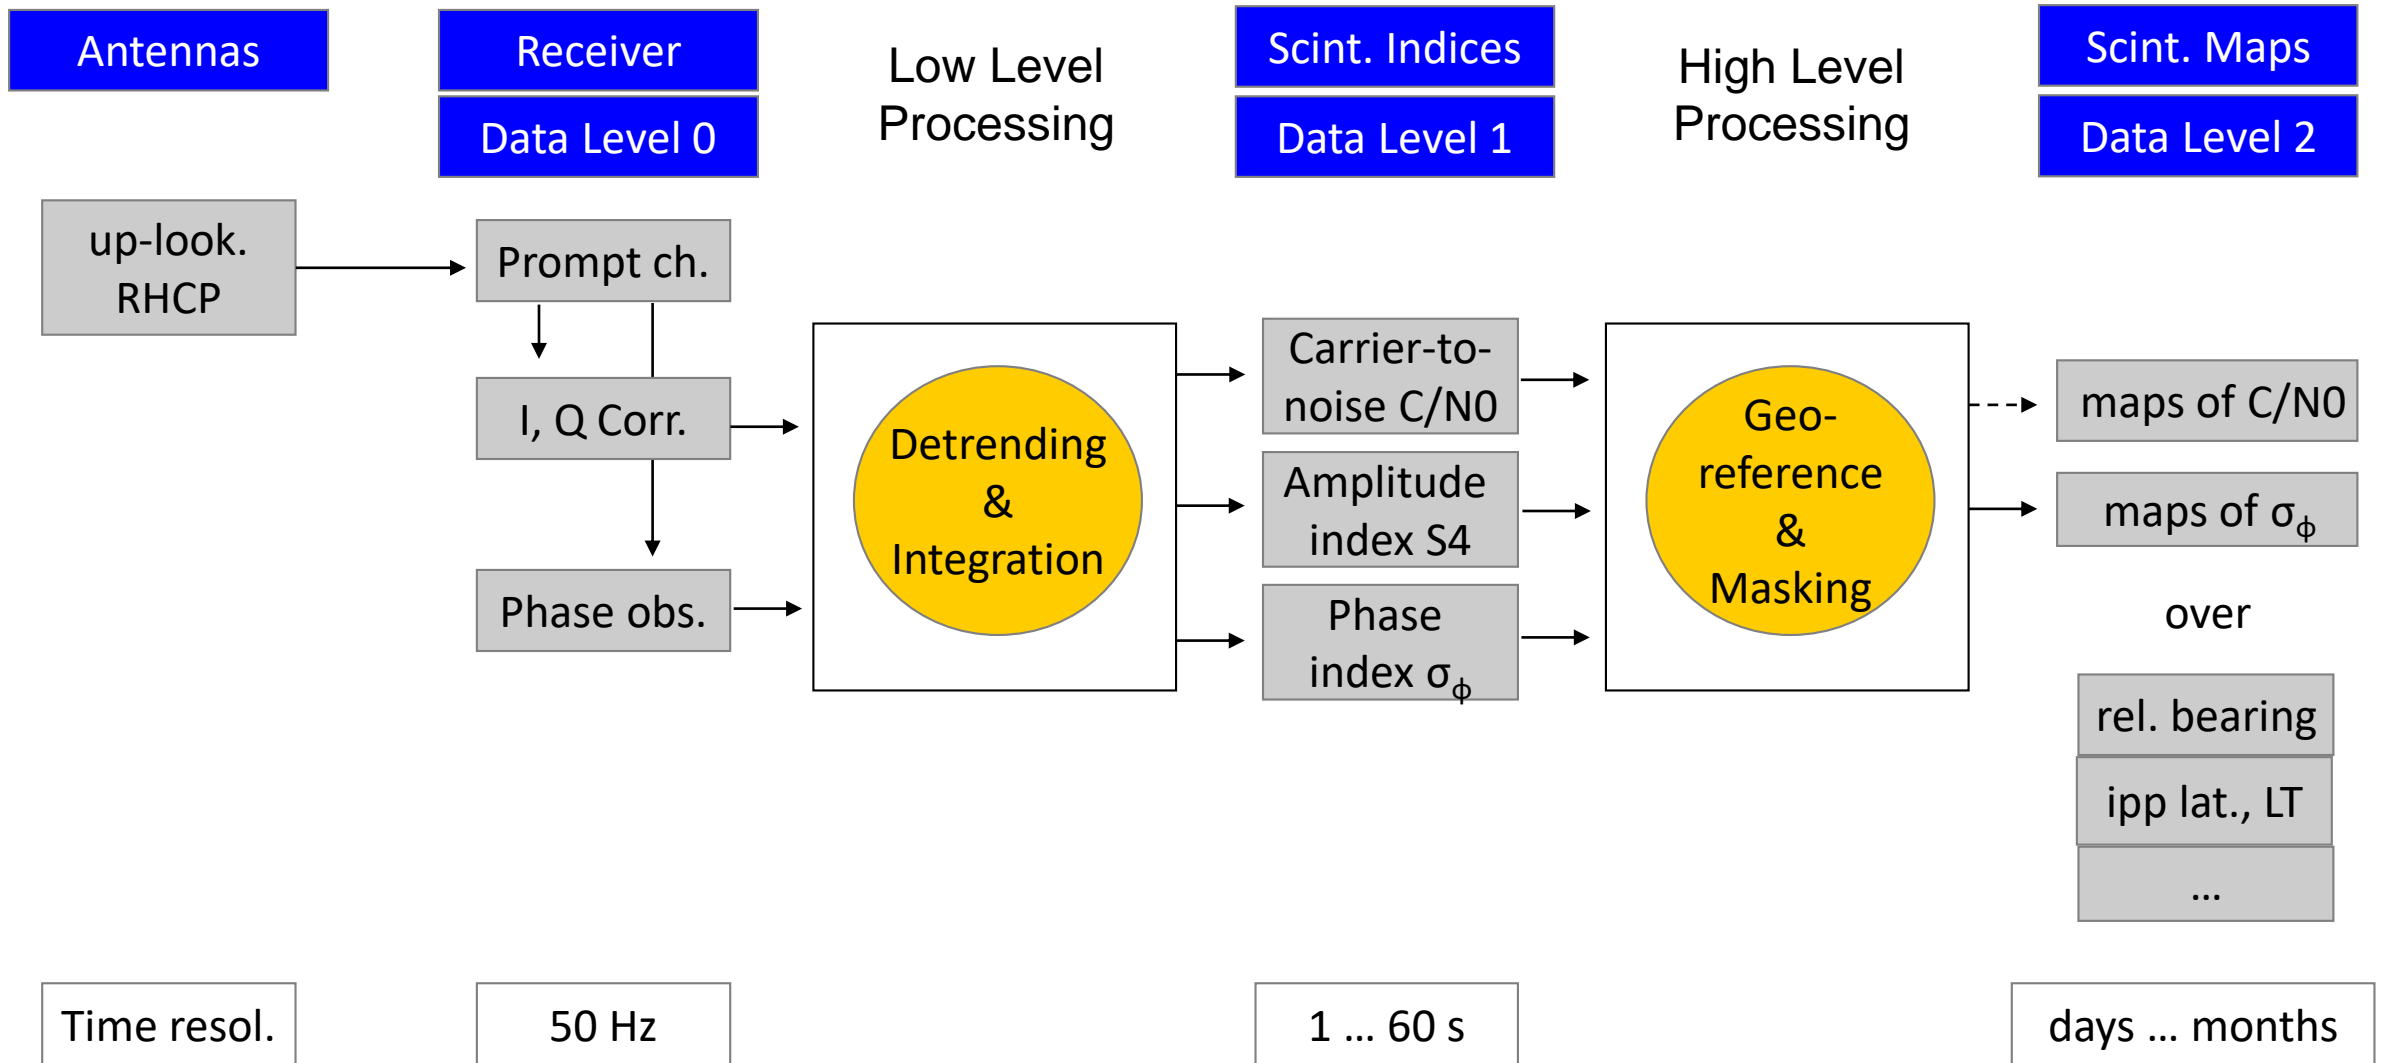 Antennas
Receiver
Data Level 0
Low Level
Processing
Scint. Indices
Data Level 1
High Level
Processing
Scint. Maps
Data Level 2
up-look.
RHCP
Prompt ch.
I, Q Corr.
Phase obs.
Detrending
&
Integration
Carrier-to-
noise C/N0
Amplitude
index S4
Phase
index σϕ
Geo-
reference
&
Masking
maps of C/N0
maps of σϕ
over
rel. bearing
ipp lat., LT
...
Time resol.
50 Hz
1 ... 60 s
days ... months